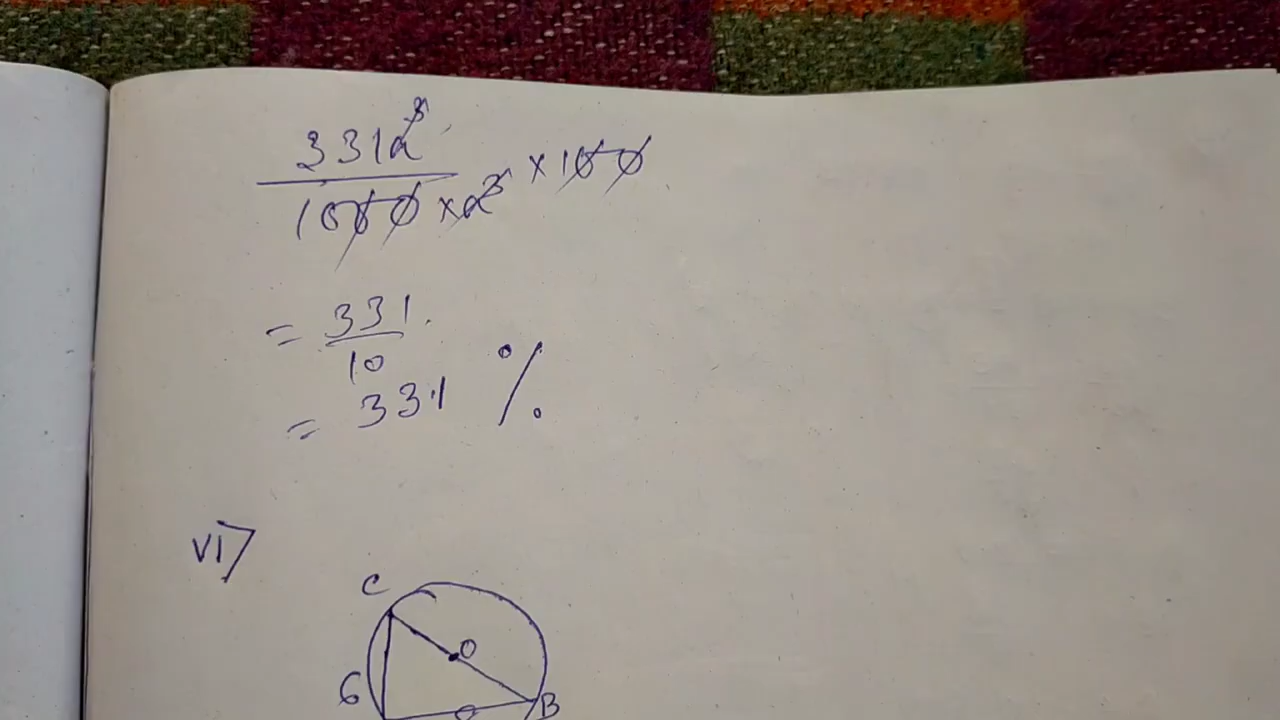 331a³
1000 × a³ × 100
= 331
10
= 33.1 %
vi)
C
O
6
B